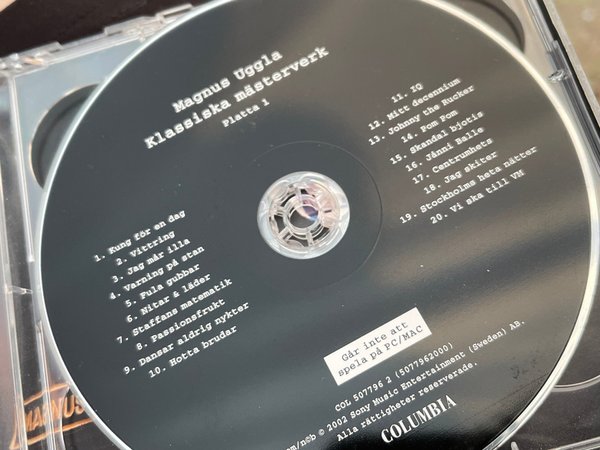 Magnus Uggla
Klassiska mästerverk
Platta 1
1. Kung för en dag
2. Vittring
3. Jag mår illa
4. Varning på stan
5. Fula gubbar
6. Nitar & läder
7. Staffans matematik
8. Passionsfrukt
9. Dansar aldrig nykter
10. Hotta brudar
11. IQ
12. Mitt decennium
13. Johnny the Rucker
14. Pom Pom
15. Skandal bjotis
16. Jånni Balle
17. Centrumhets
18. Jag skiter
19. Stockholms heta nätter
20. Vi ska till VM
Går inte att
spela på PC/MAC
COL 507796 2 (5077962000)
© 2002 Sony Music Entertainment (Sweden) AB.
Alla rättigheter reserverade.
COLUMBIA
MAGNUS